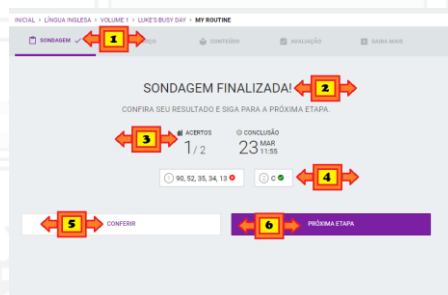 INICIAL > LÍNGUA INGLESA > VOLUME 1 > LUKE'S BUSY DAY > MY ROUTINE
SONDAGEM 1 CONTEÚDO AVALIAÇÃO SAIBA MAIS
SONDAGEM FINALIZADA! 2
CONFIRA SEU RESULTADO E SIGA PARA A PRÓXIMA ETAPA.
3 ACERTOS CONCLUSÃO
1/2 23 MAR 11:55
1 90, 52, 35, 34, 13 2 C 4
5 CONFERIR 6 PRÓXIMA ETAPA